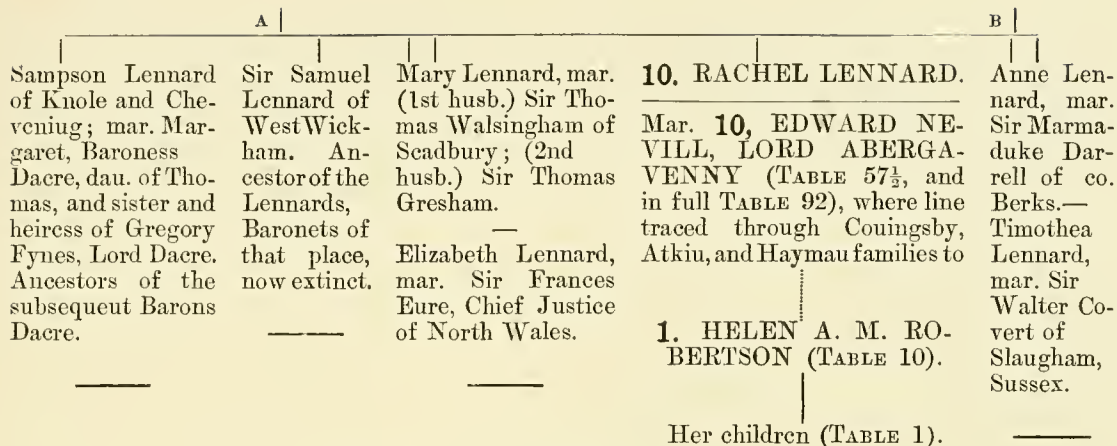 A
B
Sampson Lennard
of Knole and Che-
veniug; mar. Mar-
garet, Baroness
Dacre, dau. of Tho-
mas, and sister and
heiress of Gregory
Fynes, Lord Dacre.
Ancestors of the
subsequeut Barons
Dacre.
Sir Samuel
Lennard of
West Wick-
ham. An-
cestor of the
Lennards,
Baronets of
that place,
now extinct.
Mary Lennard, mar.
(1st husb.) Sir Tho-
mas Walsingham of
Scadbury; (2nd
husb.) Sir Thomas
Gresham.
—
Elizabeth Lennard,
mar. Sir Frances
Eure, Chief Justice
of North Wales.
10. RACHEL LENNARD.
Mar. 10, EDWARD NE-
VILL, LORD ABERGA-
VENNY (TABLE 57½, and
in full TABLE 92), where line
traced through Couingsby,
Atkiu, and Haymau families to
1. HELEN A. M. RO-
BERTSON (TABLE 10).
Her children (TABLE 1).
Anne Len-
nard, mar.
Sir Marma-
duke Dar-
rell of co.
Berks.—
Timothea
Lennard,
mar. Sir
Walter Co-
vert of
Slaugham,
Sussex.